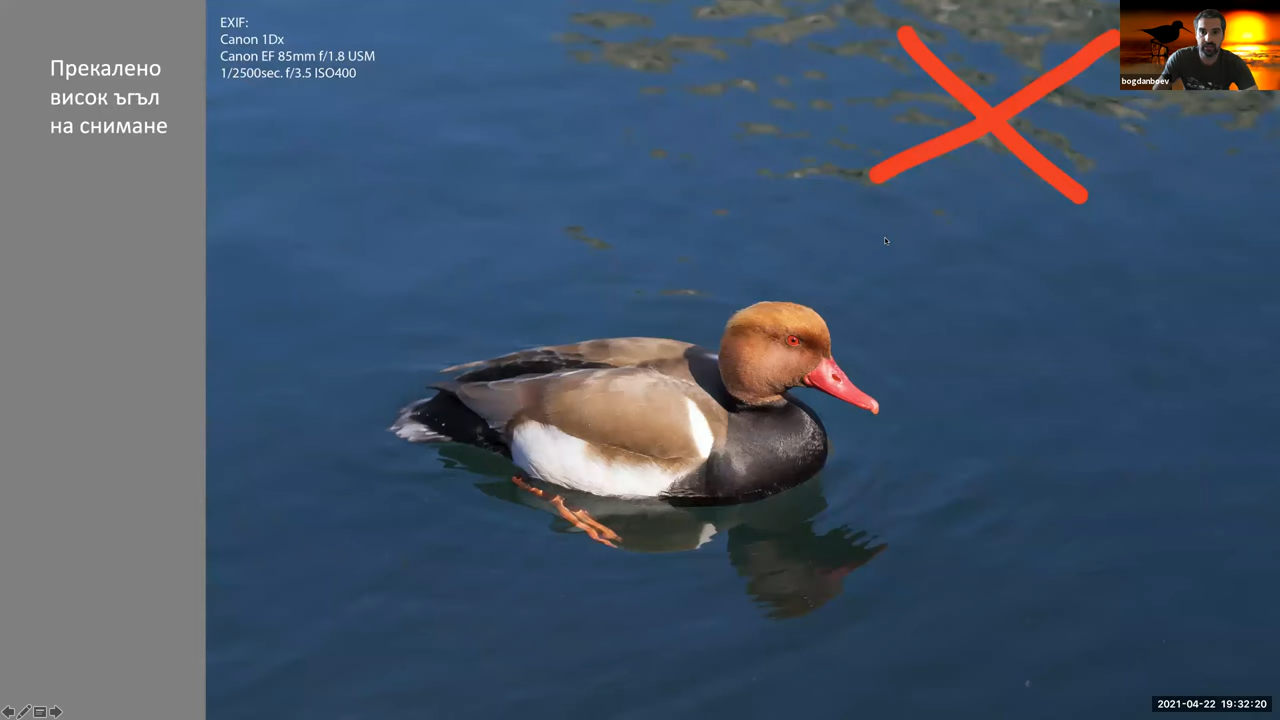 EXIF:
Canon 1Dx
Canon EF 85mm f/1.8 USM
1/2500sec. f/3.5 ISO400
Прекалено
висок ъгъл
на снимане
bogdanboev
2021-04-22 19:32:20